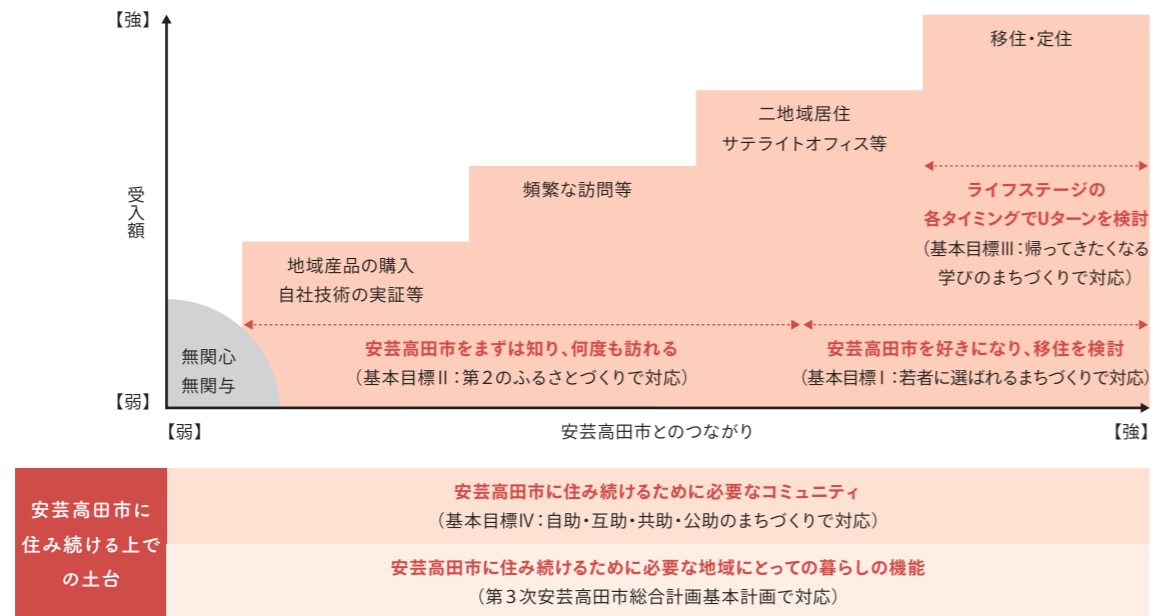 【強】
受入額
【弱】
移住・定住
二地域居住
サテライトオフィス等
頻繁な訪問等
地域産品の購入
自社技術の実証等
無関心
無関与
ライフステージの
各タイミングでUターンを検討
（基本目標Ⅲ：帰ってきたくなる
学びのまちづくりで対応）
安芸高田市をまずは知り、何度も訪れる
（基本目標Ⅱ：第２のふるさとづくりで対応）
安芸高田市を好きになり、移住を検討
（基本目標Ⅰ：若者に選ばれるまちづくりで対応）
【弱】
安芸高田市とのつながり
【強】
安芸高田市に
住み続ける上で
の土台
安芸高田市に住み続けるために必要なコミュニティ
（基本目標Ⅳ：自助・互助・共助・公助のまちづくりで対応）
安芸高田市に住み続けるために必要な地域にとっての暮らしの機能
（第３次安芸高田市総合計画基本計画で対応）